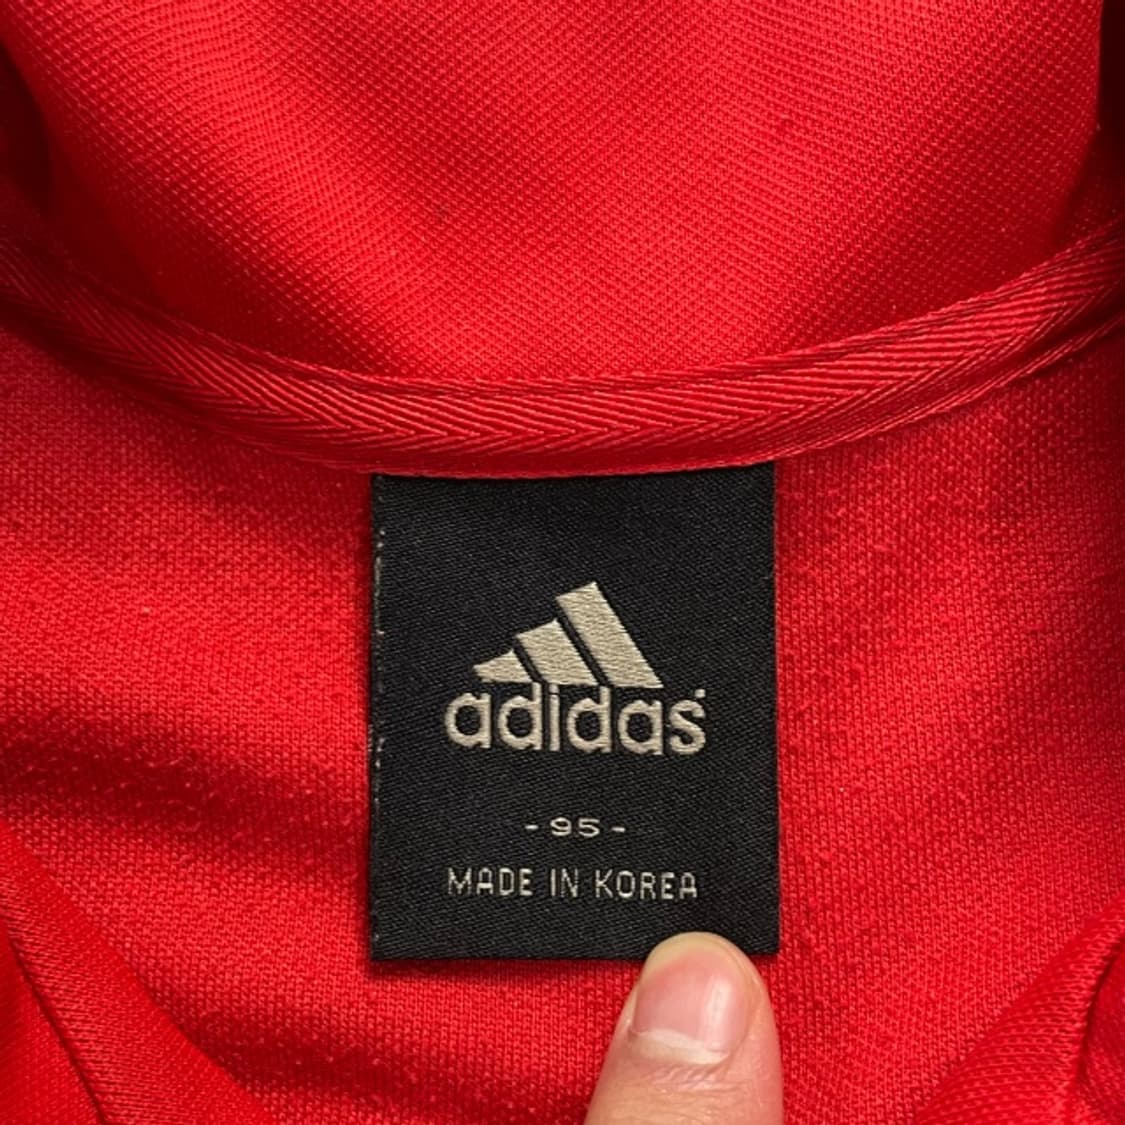 adidas
- 95 -
MADE IN KOREA